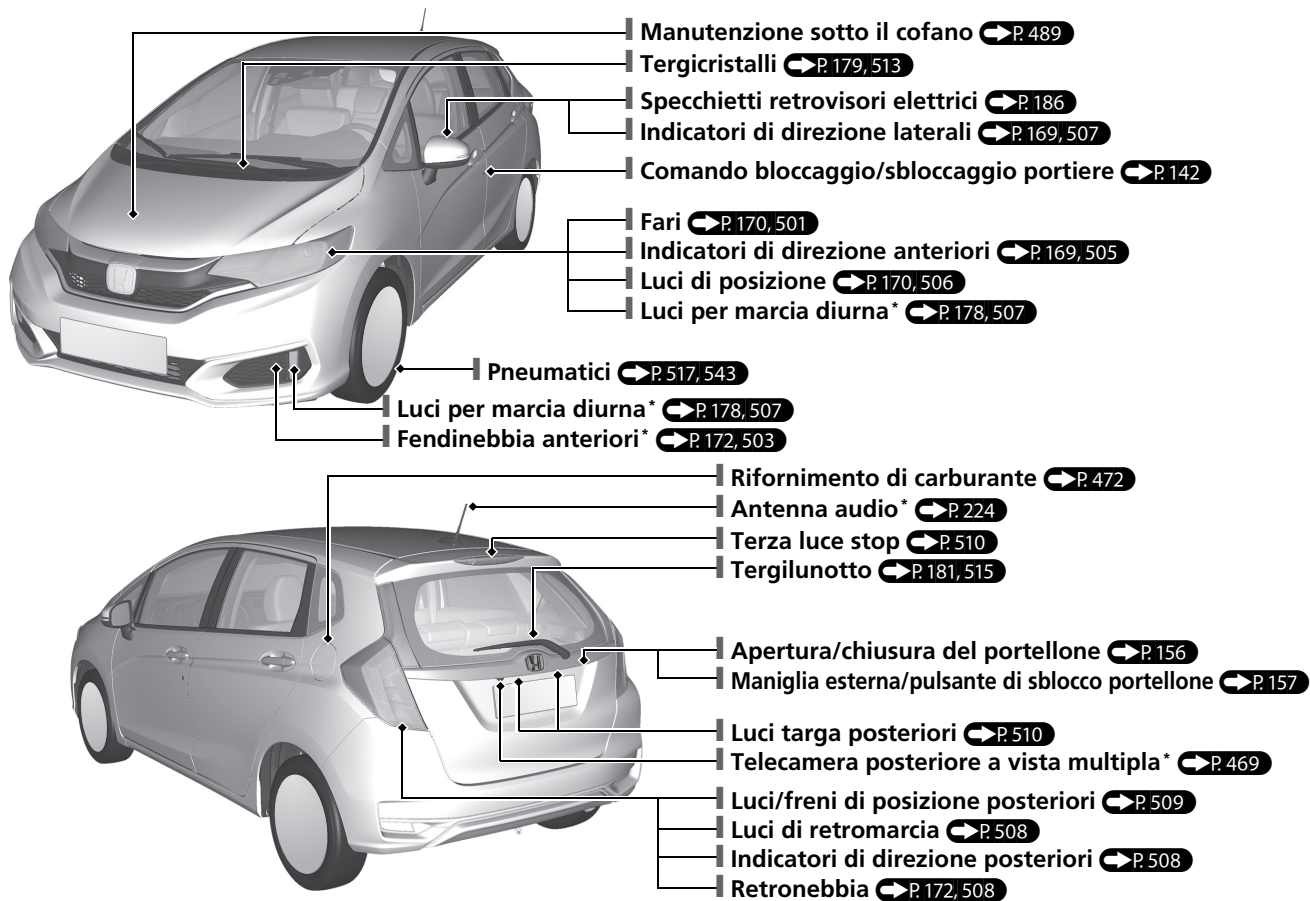 Manutenzione sotto il cofano P. 489
Tergicristalli P. 179, 513
Specchietti retrovisori elettrici P. 186
Indicatori di direzione laterali P. 169, 507
Comando bloccaggio/sbloccaggio portiere P. 142
Fari P. 170, 501
Indicatori di direzione anteriori P. 169, 505
Luci di posizione P. 170, 506
Luci per marcia diurna* P. 178, 507
Pneumatici P. 517, 543
Luci per marcia diurna* P. 178, 507
Fendinebbia anteriori* P. 172, 503
Rifornimento di carburante P. 472
Antenna audio* P. 224
Terza luce stop P. 510
Tergilunotto P. 181, 515
Apertura/chiusura del portellone P. 156
Maniglia esterna/pulsante di sblocco portellone P. 157
Luci targa posteriori P. 510
Telecamera posteriore a vista multipla* P. 469
Luci/freni di posizione posteriori P. 509
Luci di retromarcia P. 508
Indicatori di direzione posteriori P. 508
Retronebbia P. 172, 508